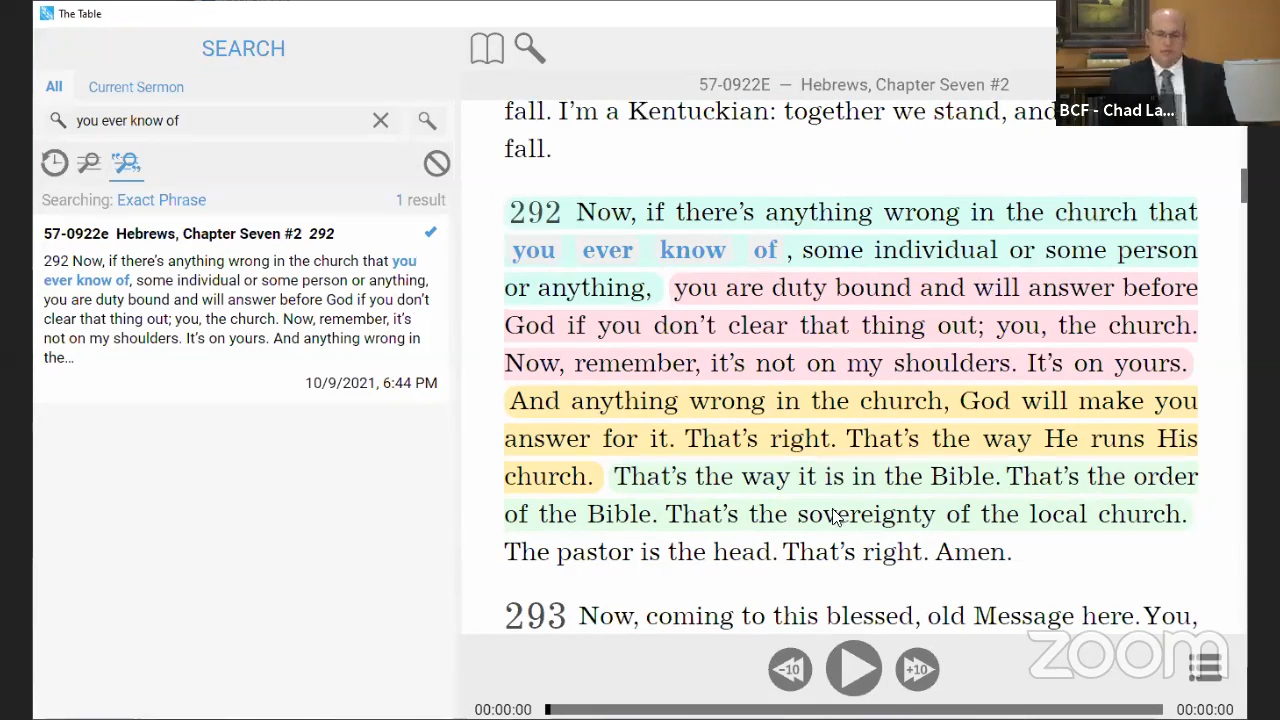 The Table
SEARCH
All
Current Sermon
you ever know of
Searching: Exact Phrase
1 result
57-0922e Hebrews, Chapter Seven #2 292
292 Now, if there's anything wrong in the church that you
ever know of, some individual or some person or anything,
you are duty bound and will answer before God if you don't
clear that thing out; you, the church. Now, remember, it's
not on my shoulders. It's on yours. And anything wrong in
the...
10/9/2021, 6:44 PM
57-0922E — Hebrews, Chapter Seven #2
fall. I'm a Kentuckian: together we stand, and
fall.
292 Now, if there's anything wrong in the church that
you ever know of , some individual or some person
or anything, you are duty bound and will answer before
God if you don't clear that thing out; you, the church.
Now, remember, it's not on my shoulders. It's on yours.
And anything wrong in the church, God will make you
answer for it. That's right. That's the way He runs His
church. That's the way it is in the Bible. That's the order
of the Bible. That's the sovereignty of the local church.
The pastor is the head. That's right. Amen.
293 Now, coming to this blessed, old Message here. You,
-10
+10
00:00:00
00:00:00
BCF - Chad La...
zoom